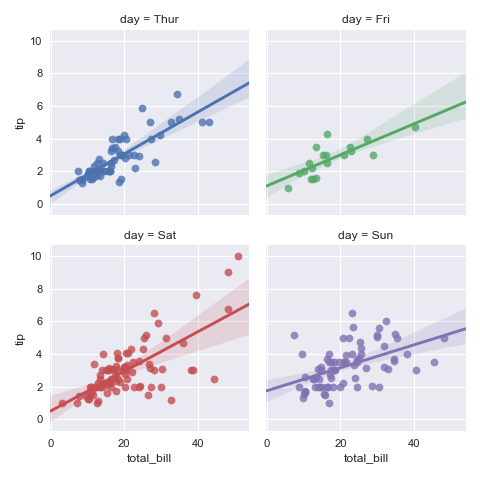 day = Thur
day = Fri
10
8
6
4
2
0
tip
day = Sat
day = Sun
10
8
6
4
2
0
tip
0 20 40
0 20 40
total_bill
total_bill